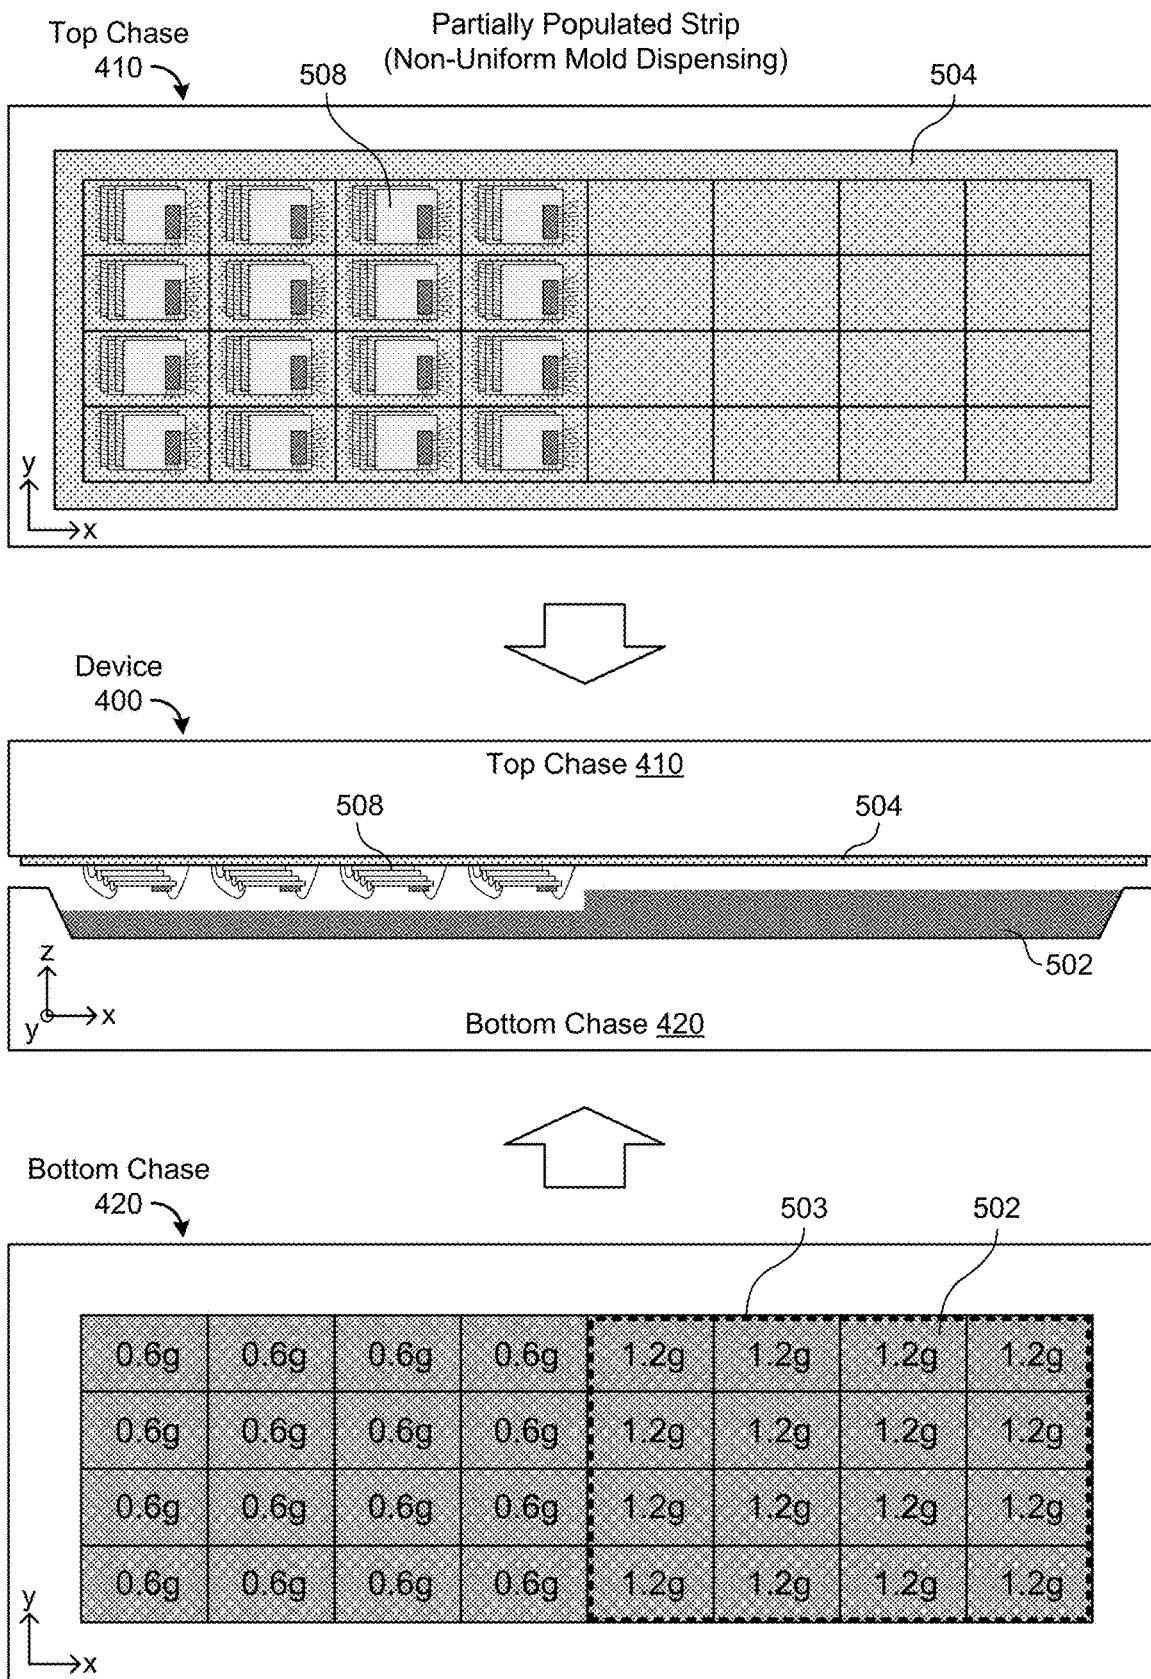 Partially Populated Strip
(Non-Uniform Mold Dispensing)
Top Chase
410
508
504
y
x
Device
400
Top Chase 410
508
504
502
z
y
x
Bottom Chase 420
Bottom Chase
420
503
502
0.6g 0.6g 0.6g 0.6g 1.2g 1.2g 1.2g 1.2g
0.6g 0.6g 0.6g 0.6g 1.2g 1.2g 1.2g 1.2g
0.6g 0.6g 0.6g 0.6g 1.2g 1.2g 1.2g 1.2g
0.6g 0.6g 0.6g 0.6g 1.2g 1.2g 1.2g 1.2g
y
x